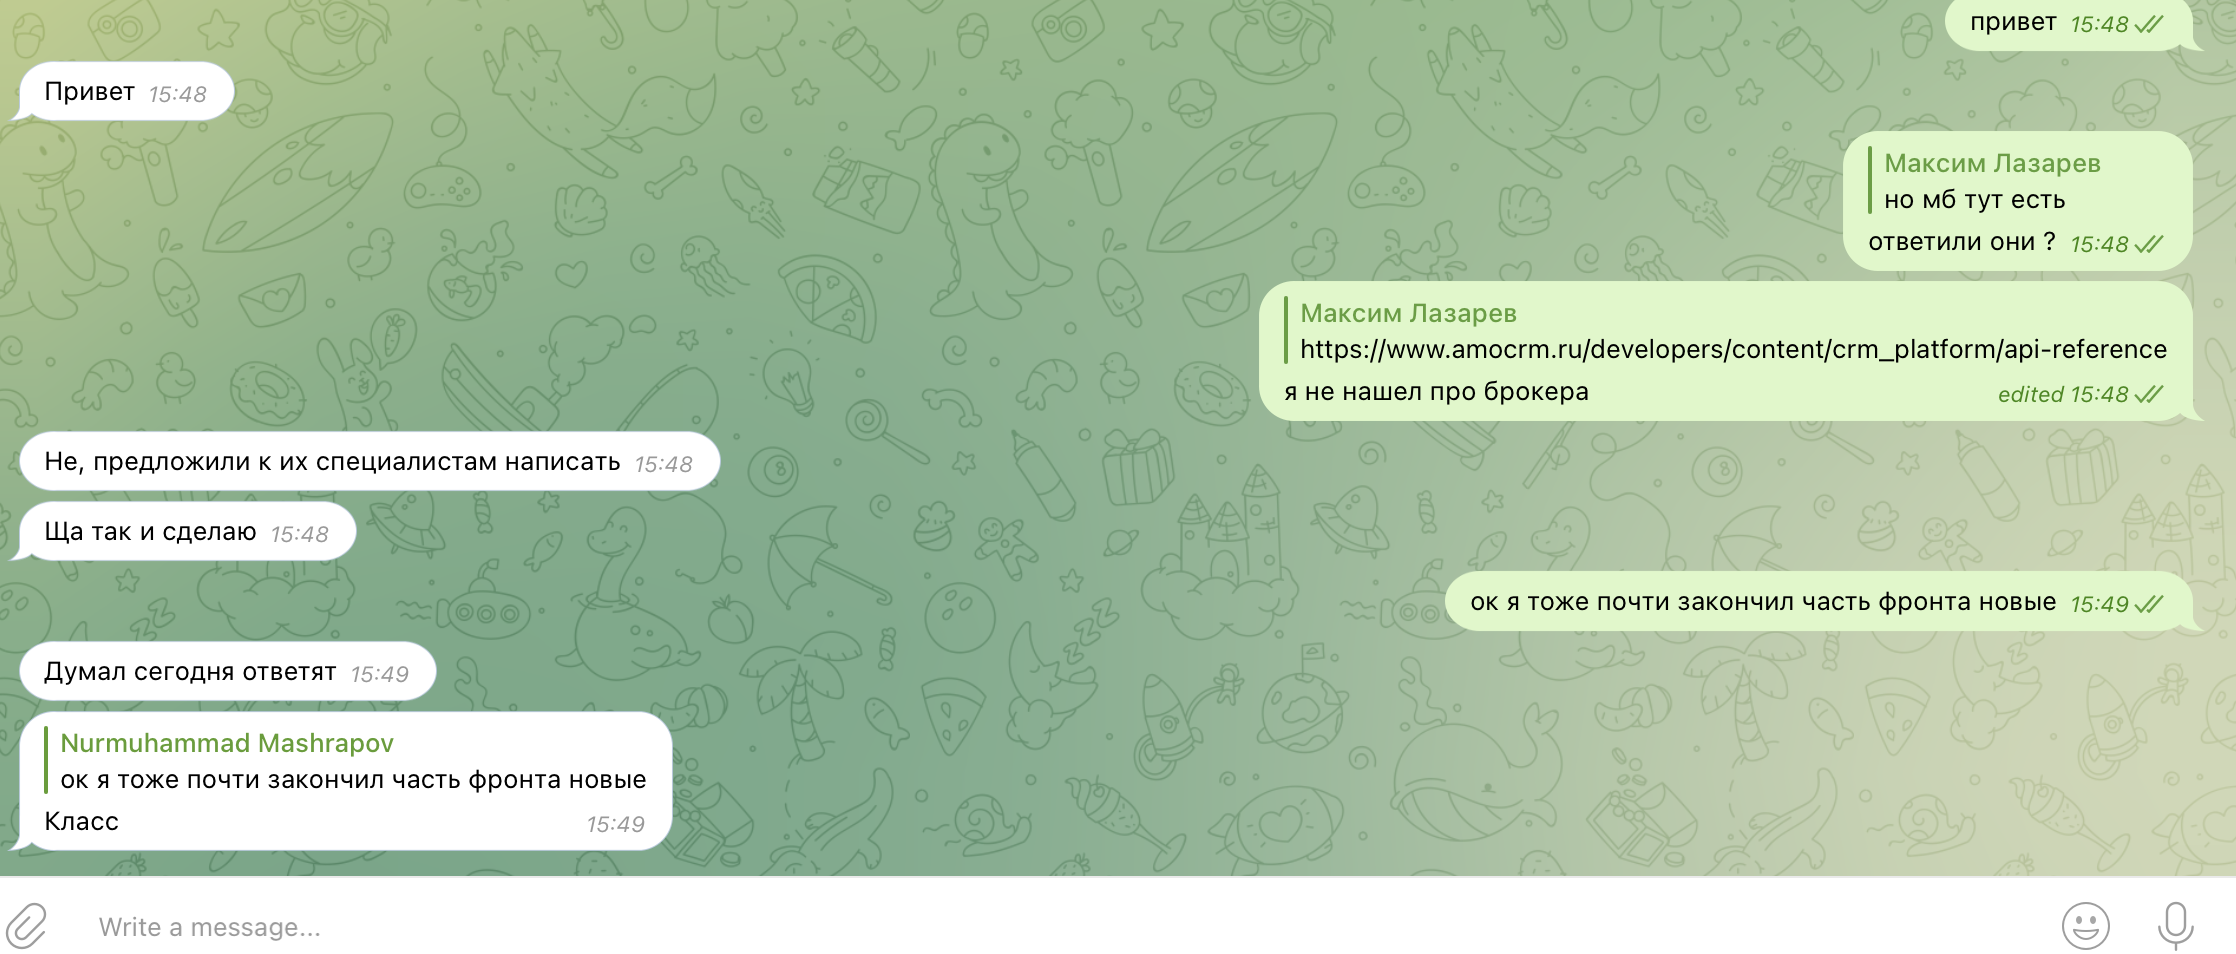 привет 15:48
Привет 15:48
Максим Лазарев
но мб тут есть
ответили они ? 15:48
Максим Лазарев
https://www.amocrm.ru/developers/content/crm_platform/api-reference
я не нашел про брокера edited 15:48
Не, предложили к их специалистам написать 15:48
Ща так и сделаю 15:48
ок я тоже почти закончил часть фронта новые 15:49
Думал сегодня ответят 15:49
Nurmuhammad Mashrapov
ок я тоже почти закончил часть фронта новые
Класс 15:49
Write a message...